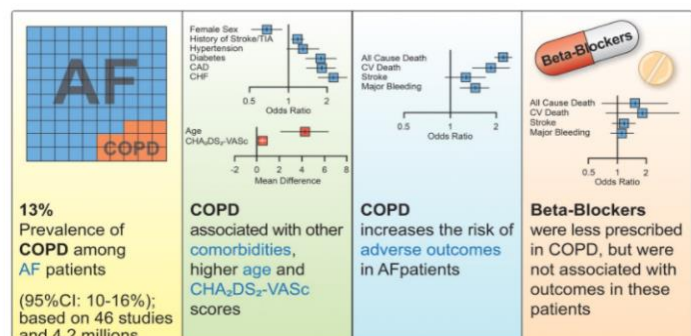 AF
COPD
13%
Prevalence of
COPD among
AF patients
(95%CI: 10-16%);
based on 46 studies
and 4.2 millions
Female Sex
History of Stroke/TIA
Hypertension
Diabetes
CAD
CHF
0.5 1 2
Odds Ratio
Age
CHA₂DS₂-VASc
-2 0 2 4 6 8
Mean Difference
COPD
associated with other
comorbidities,
higher age and
CHA₂DS₂-VASc
scores
All Cause Death
CV Death
Stroke
Major Bleeding
0.5 1 2
Odds Ratio
COPD
increases the risk of
adverse outcomes
in AFpatients
Beta-Blockers
All Cause Death
CV Death
Stroke
Major Bleeding
0.5 1 2
Odds Ratio
Beta-Blockers
were less prescribed
in COPD, but were
not associated with
outcomes in these
patients